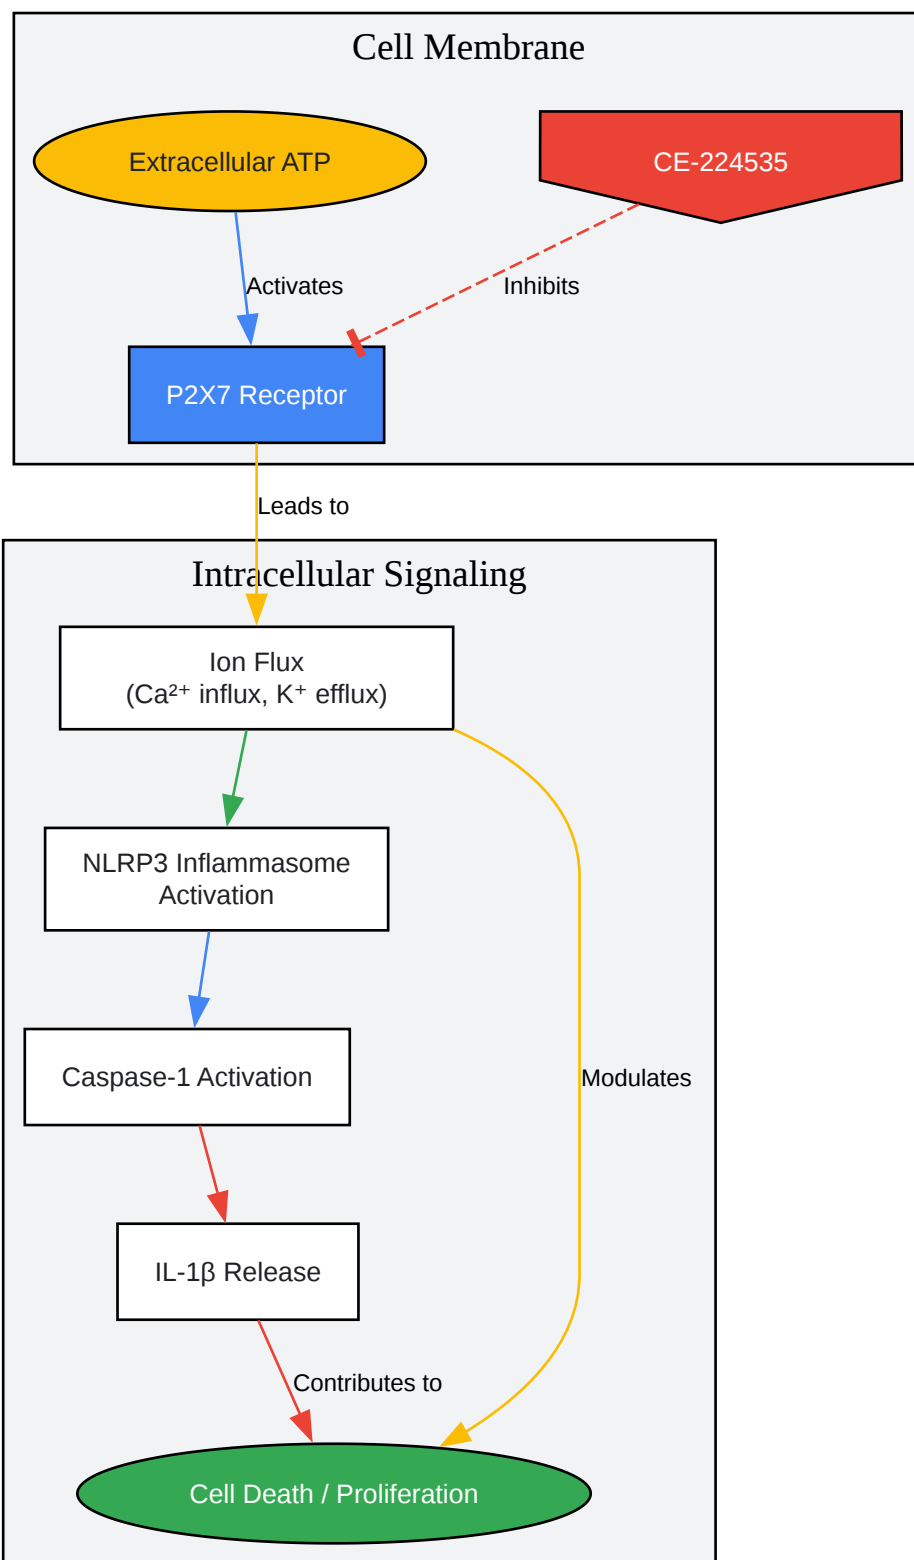 Cell Membrane
Extracellular ATP
CE-224535
Activates
Inhibits
P2X7 Receptor
Leads to
Intracellular Signaling
Ion Flux
(Ca²⁺ influx, K⁺ efflux)
NLRP3 Inflammasome
Activation
Caspase-1 Activation
Modulates
IL-1β Release
Contributes to
Cell Death / Proliferation